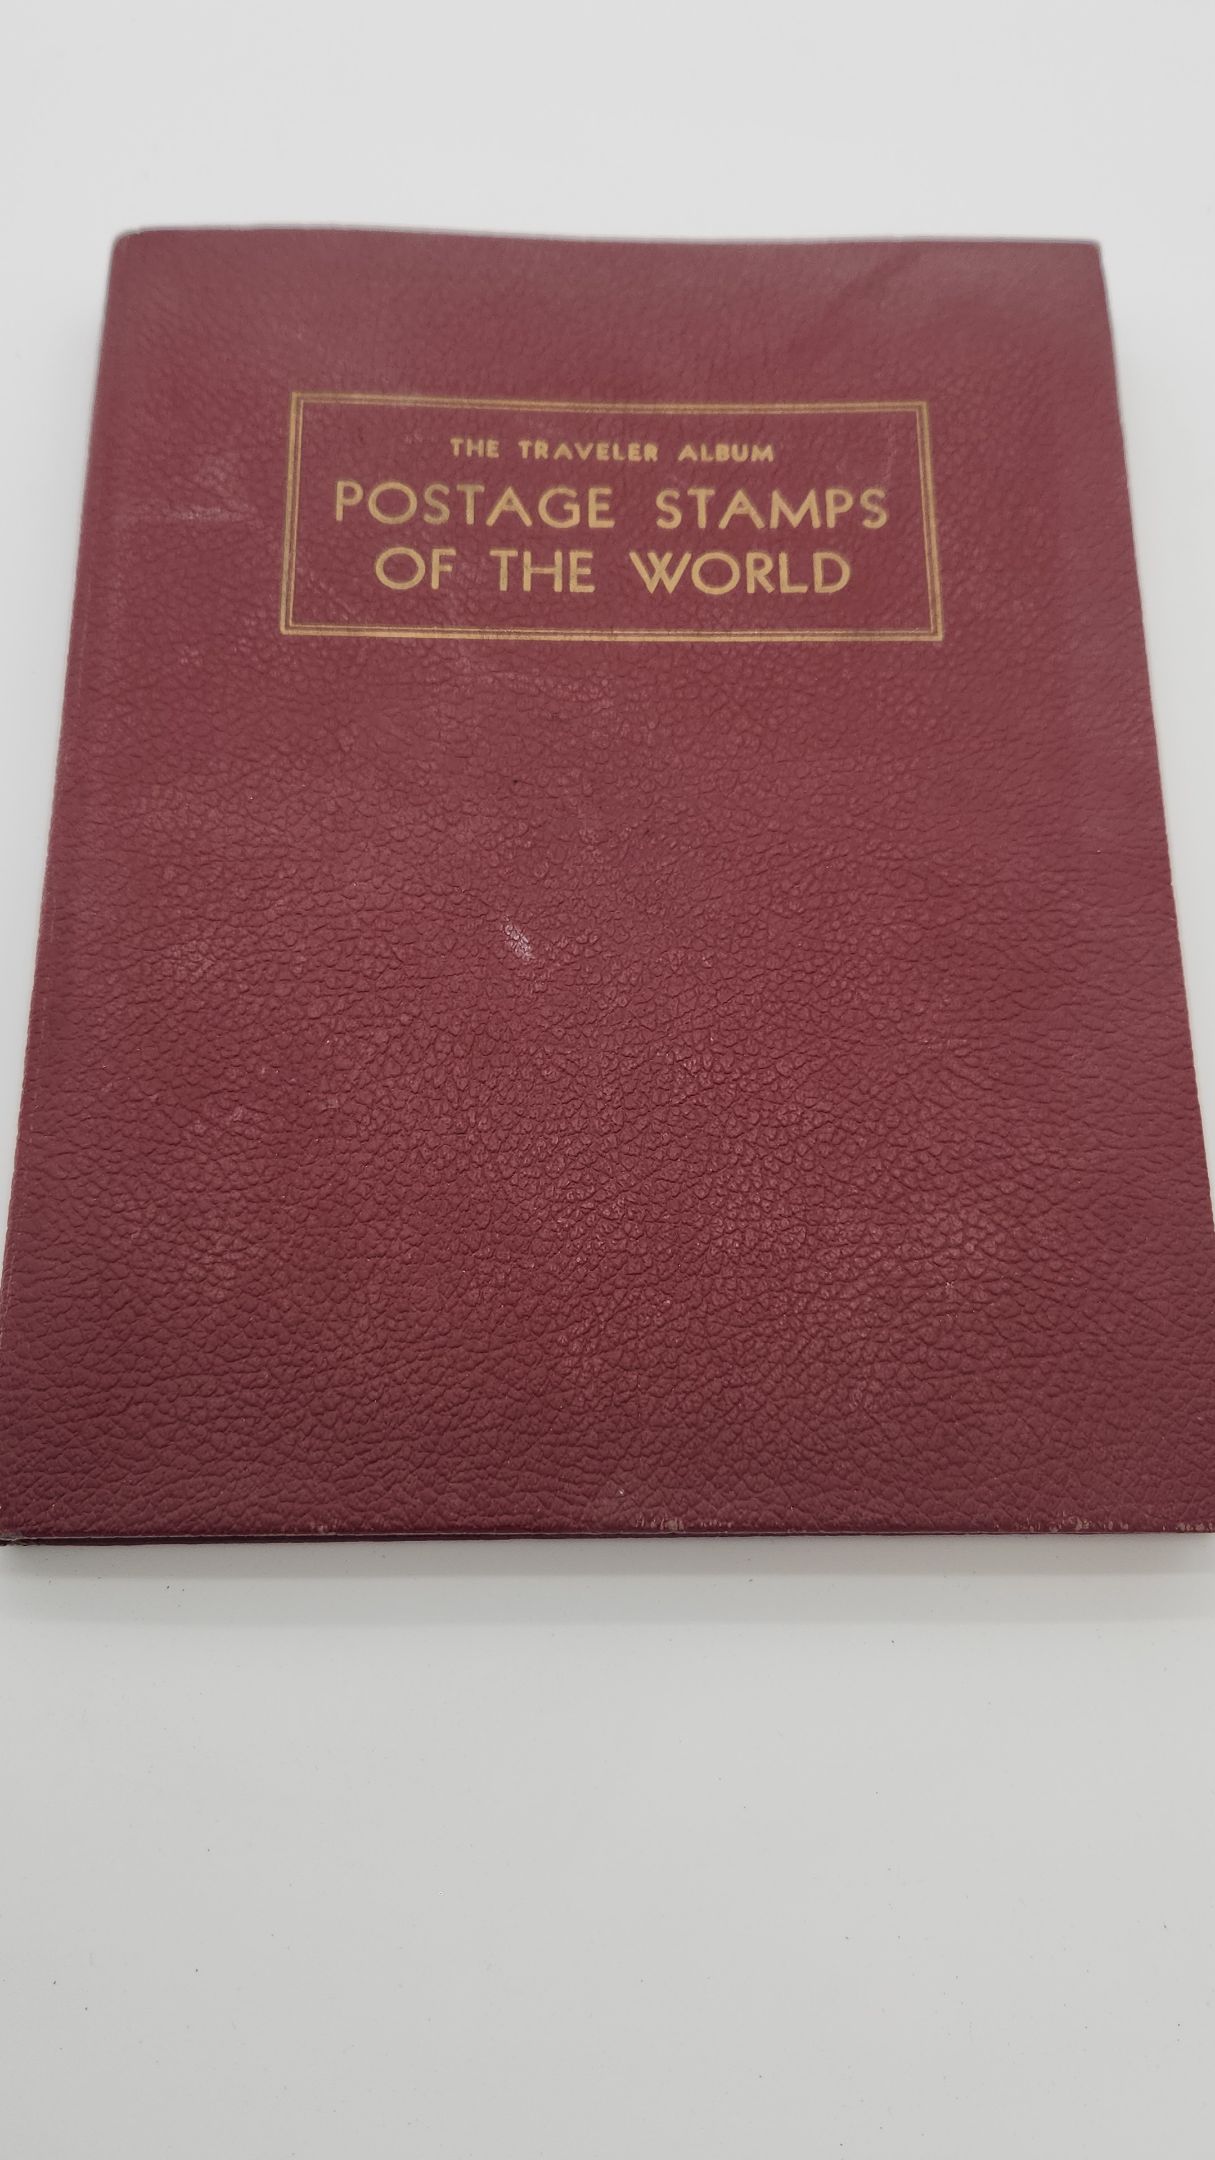 THE TRAVELER ALBUM
POSTAGE STAMPS
OF THE WORLD